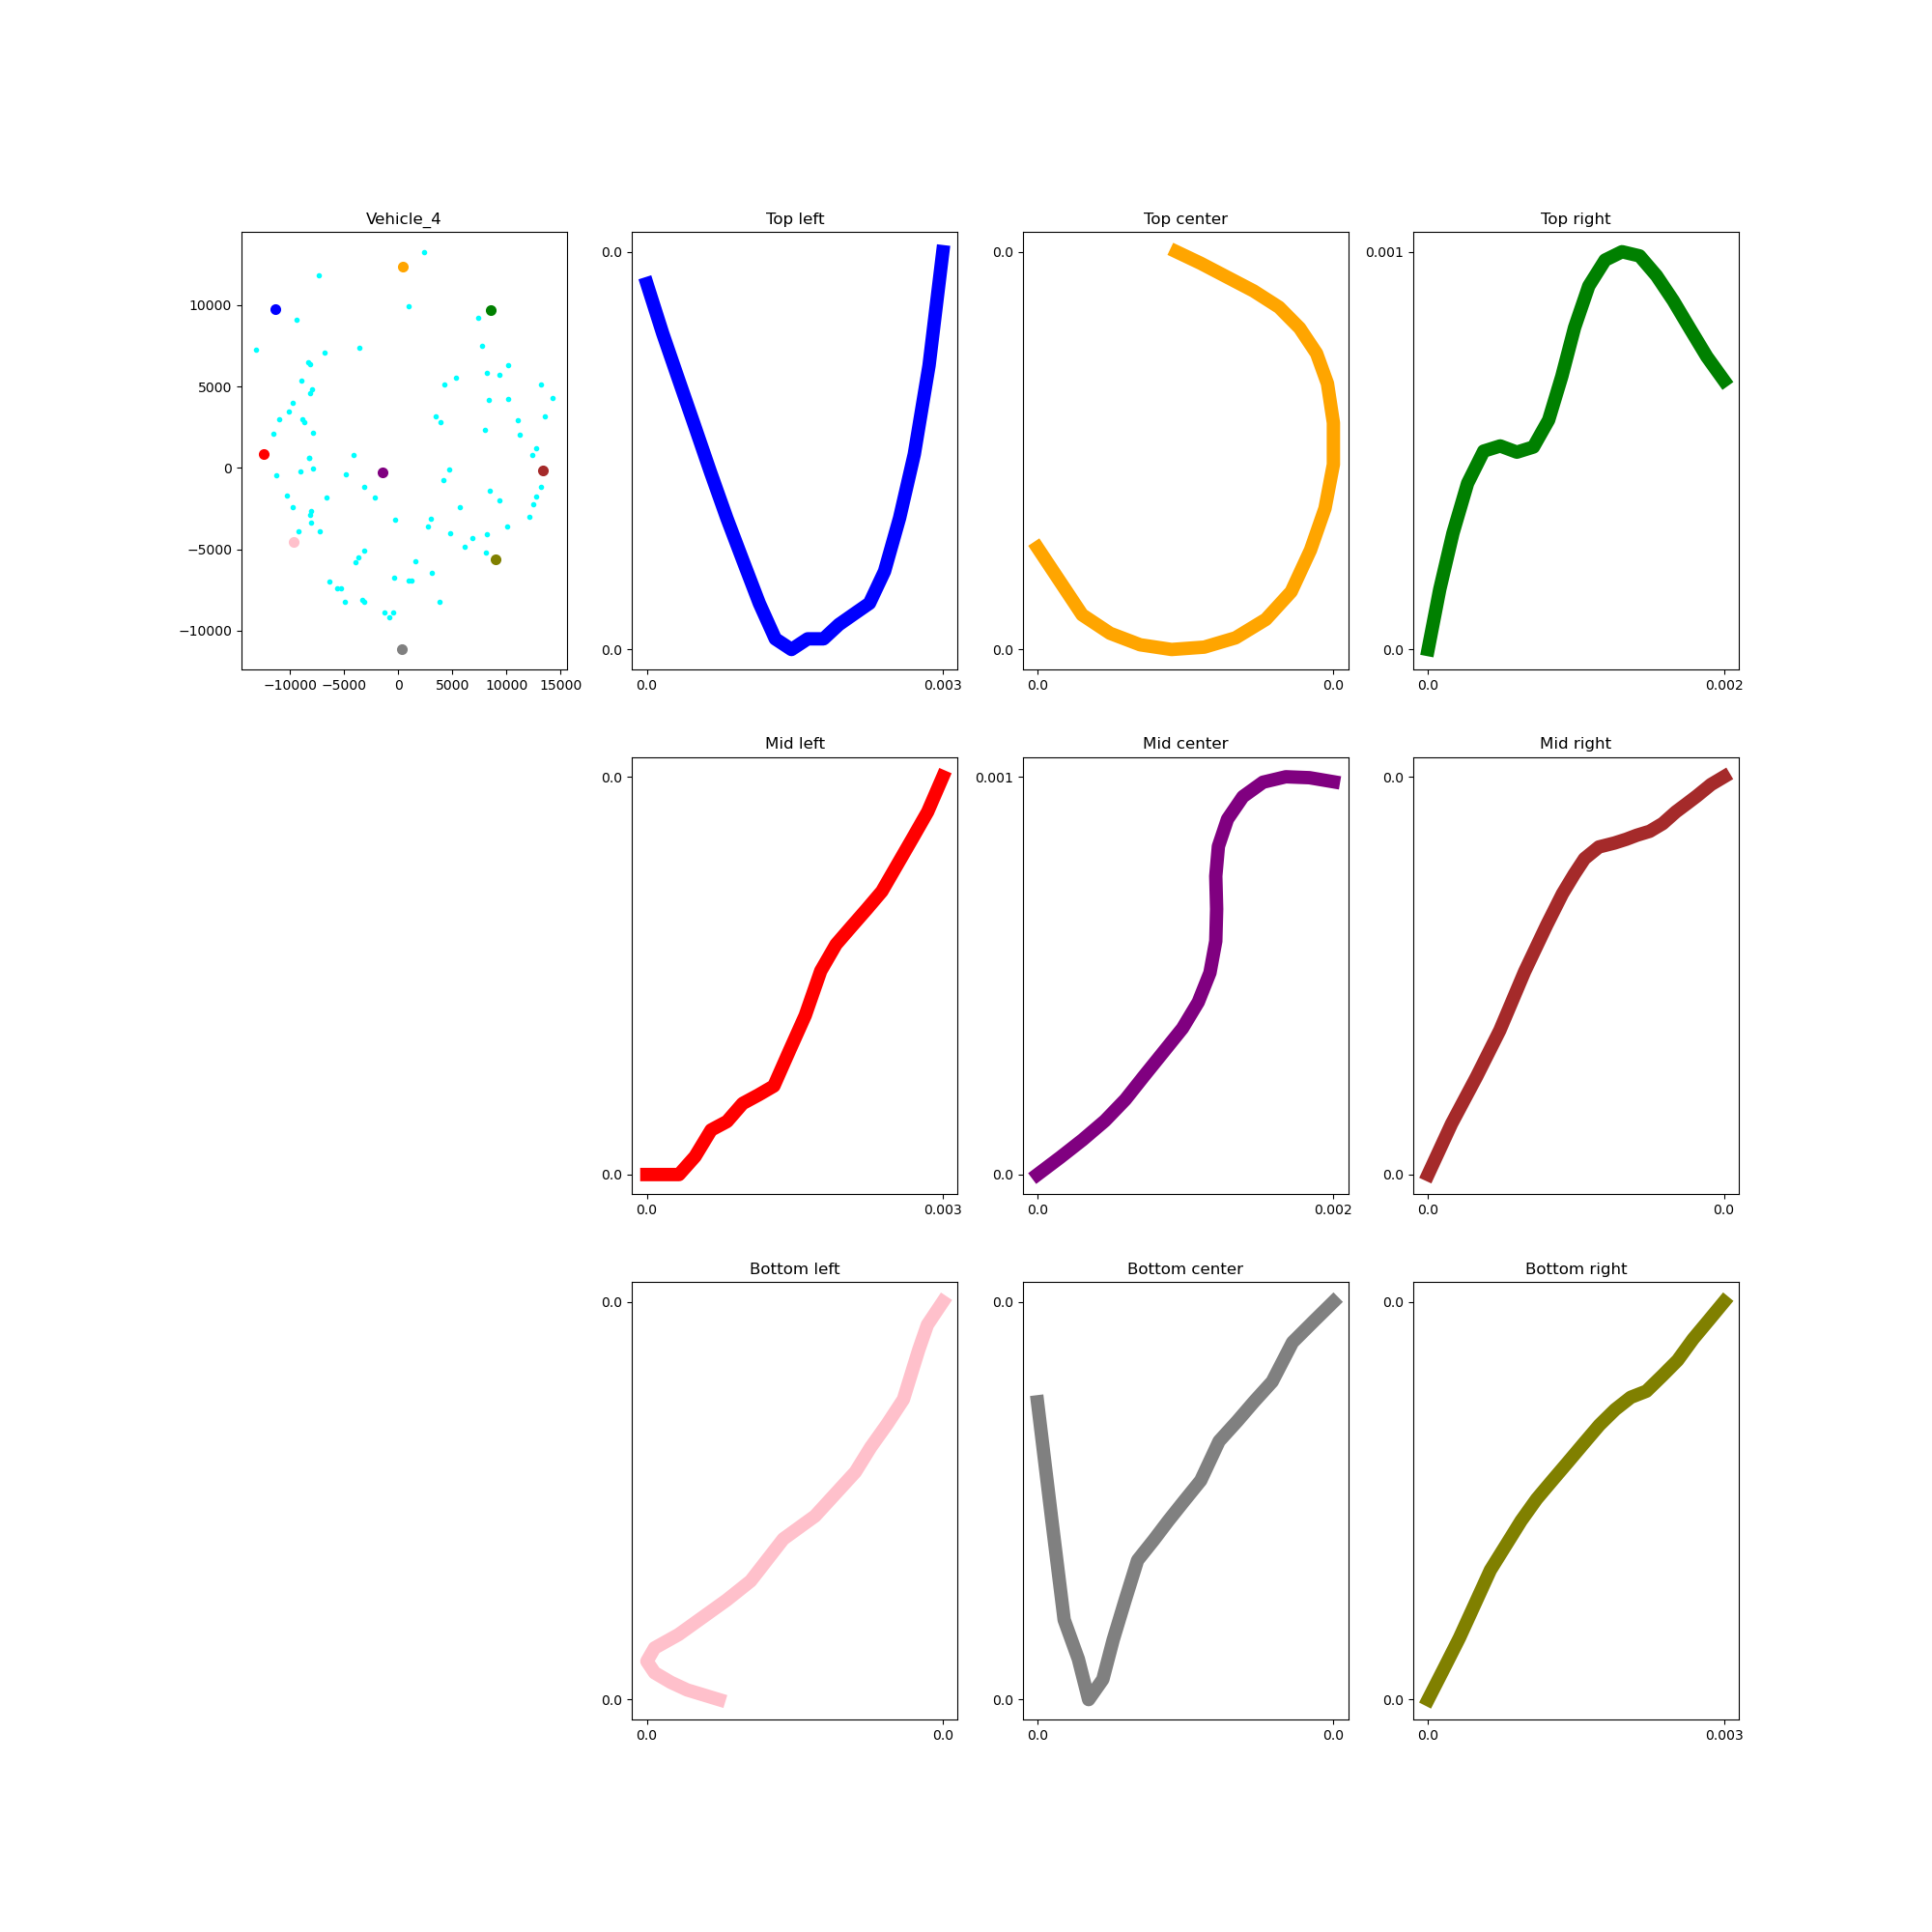 Vehicle_4 Top left Top center Top right
10000 0.0 0.0 0.001
5000
0
−5000
−10000 0.0 0.0 0.0
−10000 −5000 0 5000 10000 15000 0.0 0.003 0.0 0.0 0.0 0.002
Mid left Mid center Mid right
0.0 0.001 0.0
0.0 0.0 0.0
0.0 0.003 0.0 0.002 0.0 0.0
Bottom left Bottom center Bottom right
0.0 0.0 0.0
0.0 0.0 0.0
0.0 0.0 0.0 0.0 0.0 0.003